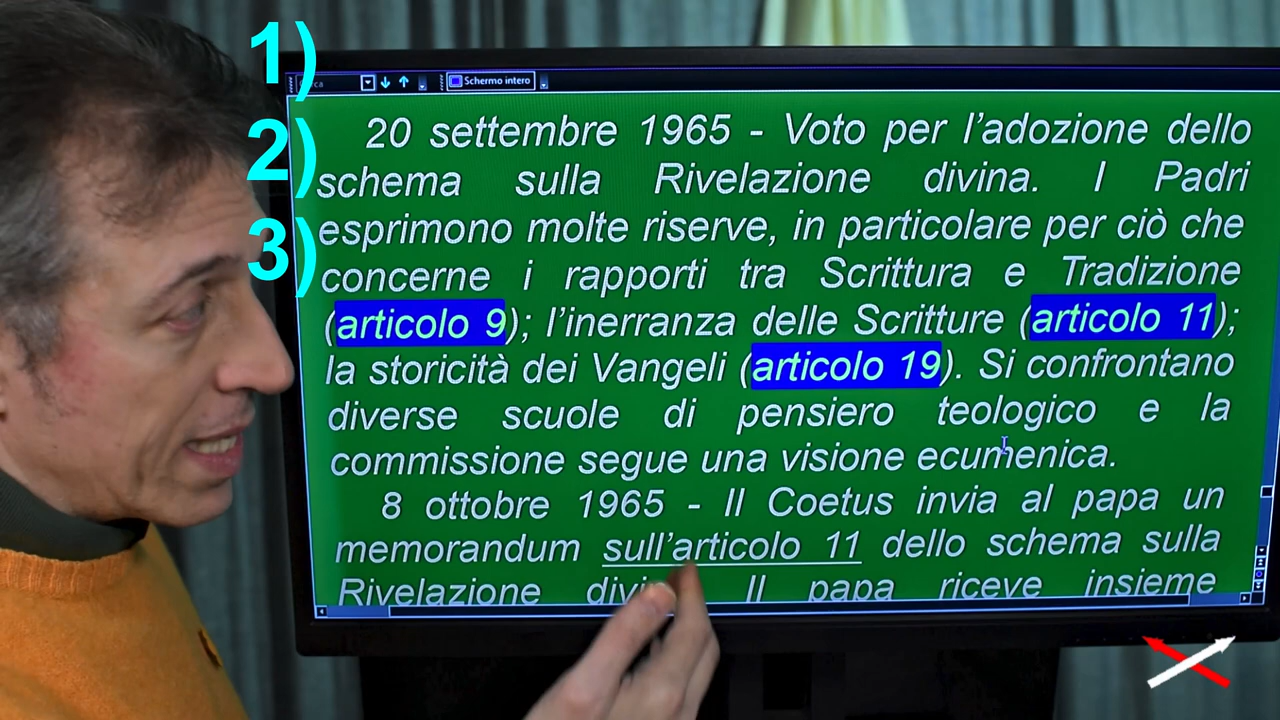 1)
2)
3)
Schermo intero
20 settembre 1965 - Voto per l'adozione dello
schema sulla Rivelazione divina. I Padri
esprimono molte riserve, in particolare per ciò che
concerne i rapporti tra Scrittura e Tradizione
(articolo 9); l'inerranza delle Scritture (articolo 11);
la storicità dei Vangeli (articolo 19). Si confrontano
diverse scuole di pensiero teologico e la
commissione segue una visione ecumenica.
8 ottobre 1965 - Il Coetus invia al papa un
memorandum sull'articolo 11 dello schema sulla
Rivelazione Il papa riceve insieme